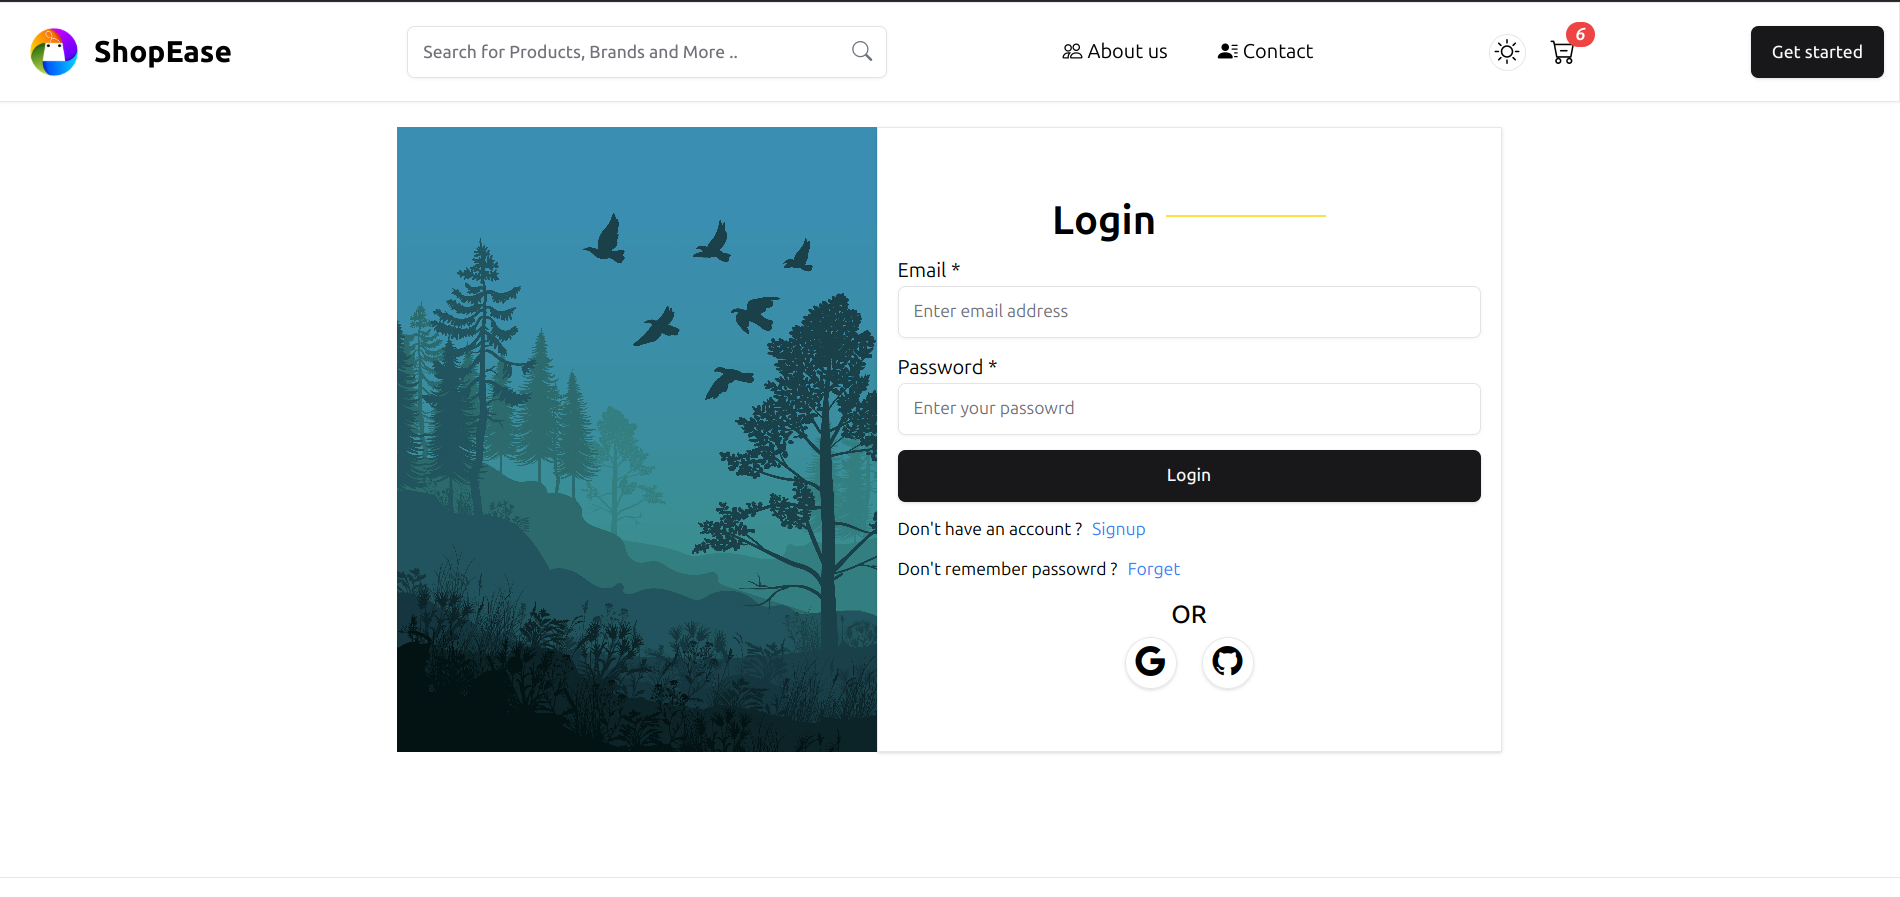 ShopEase
Search for Products, Brands and More ..
About us
Contact
6
Get started
Login
Email *
Enter email address
Password *
Enter your passowrd
Login
Don't have an account ? Signup
Don't remember passowrd ? Forget
OR